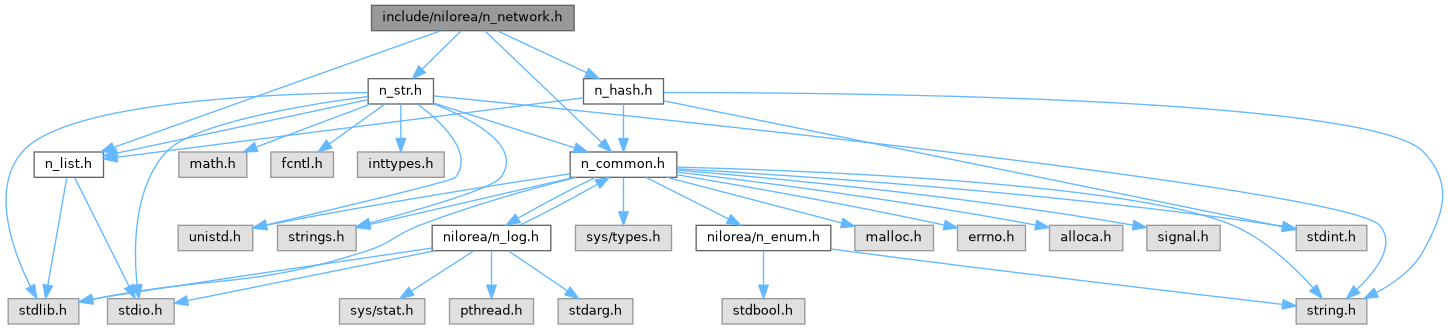 include/nilorea/n_network.h
n_str.h
n_hash.h
n_list.h
math.h
fcntl.h
inttypes.h
n_common.h
unistd.h
strings.h
nilorea/n_log.h
sys/types.h
nilorea/n_enum.h
malloc.h
errno.h
alloca.h
signal.h
stdint.h
stdlib.h
stdio.h
sys/stat.h
pthread.h
stdarg.h
stdbool.h
string.h